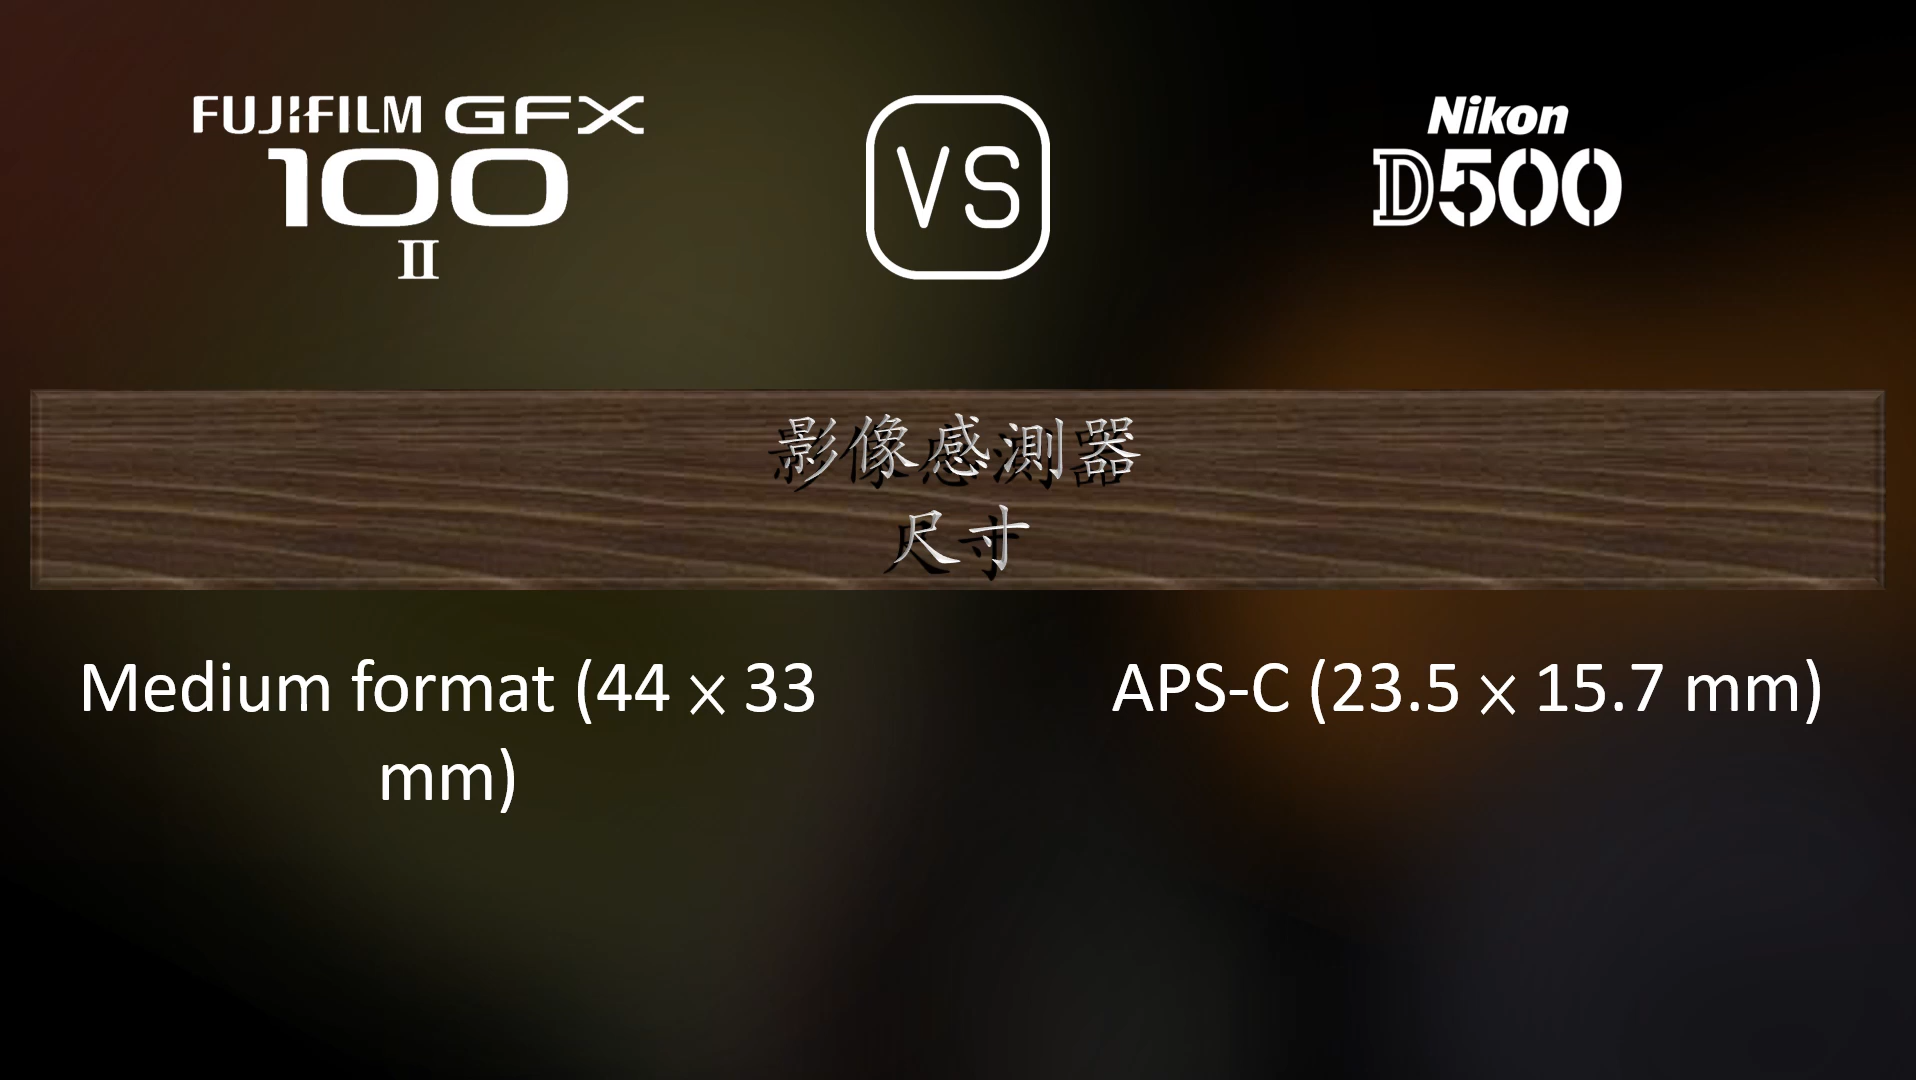 FUJIFILM GFX
100
II
VS
Nikon
D500
影像感測器
尺寸
Medium format (44 x 33
mm)
APS-C (23.5 x 15.7 mm)